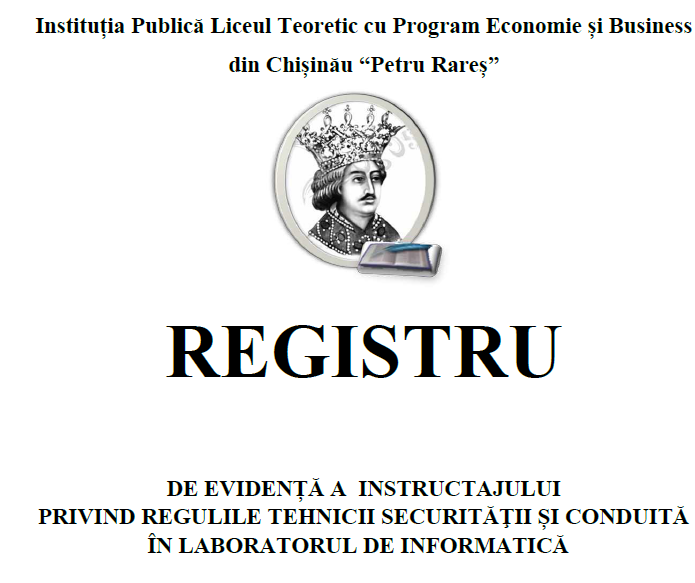 Instituția Publică Liceul Teoretic cu Program Economie și Business
din Chișinău “Petru Rareș”
REGISTRU
DE EVIDENȚĂ A INSTRUCTAJULUI
PRIVIND REGULILE TEHNICII SECURITĂŢII ȘI CONDUITĂ
ÎN LABORATORUL DE INFORMATICĂ